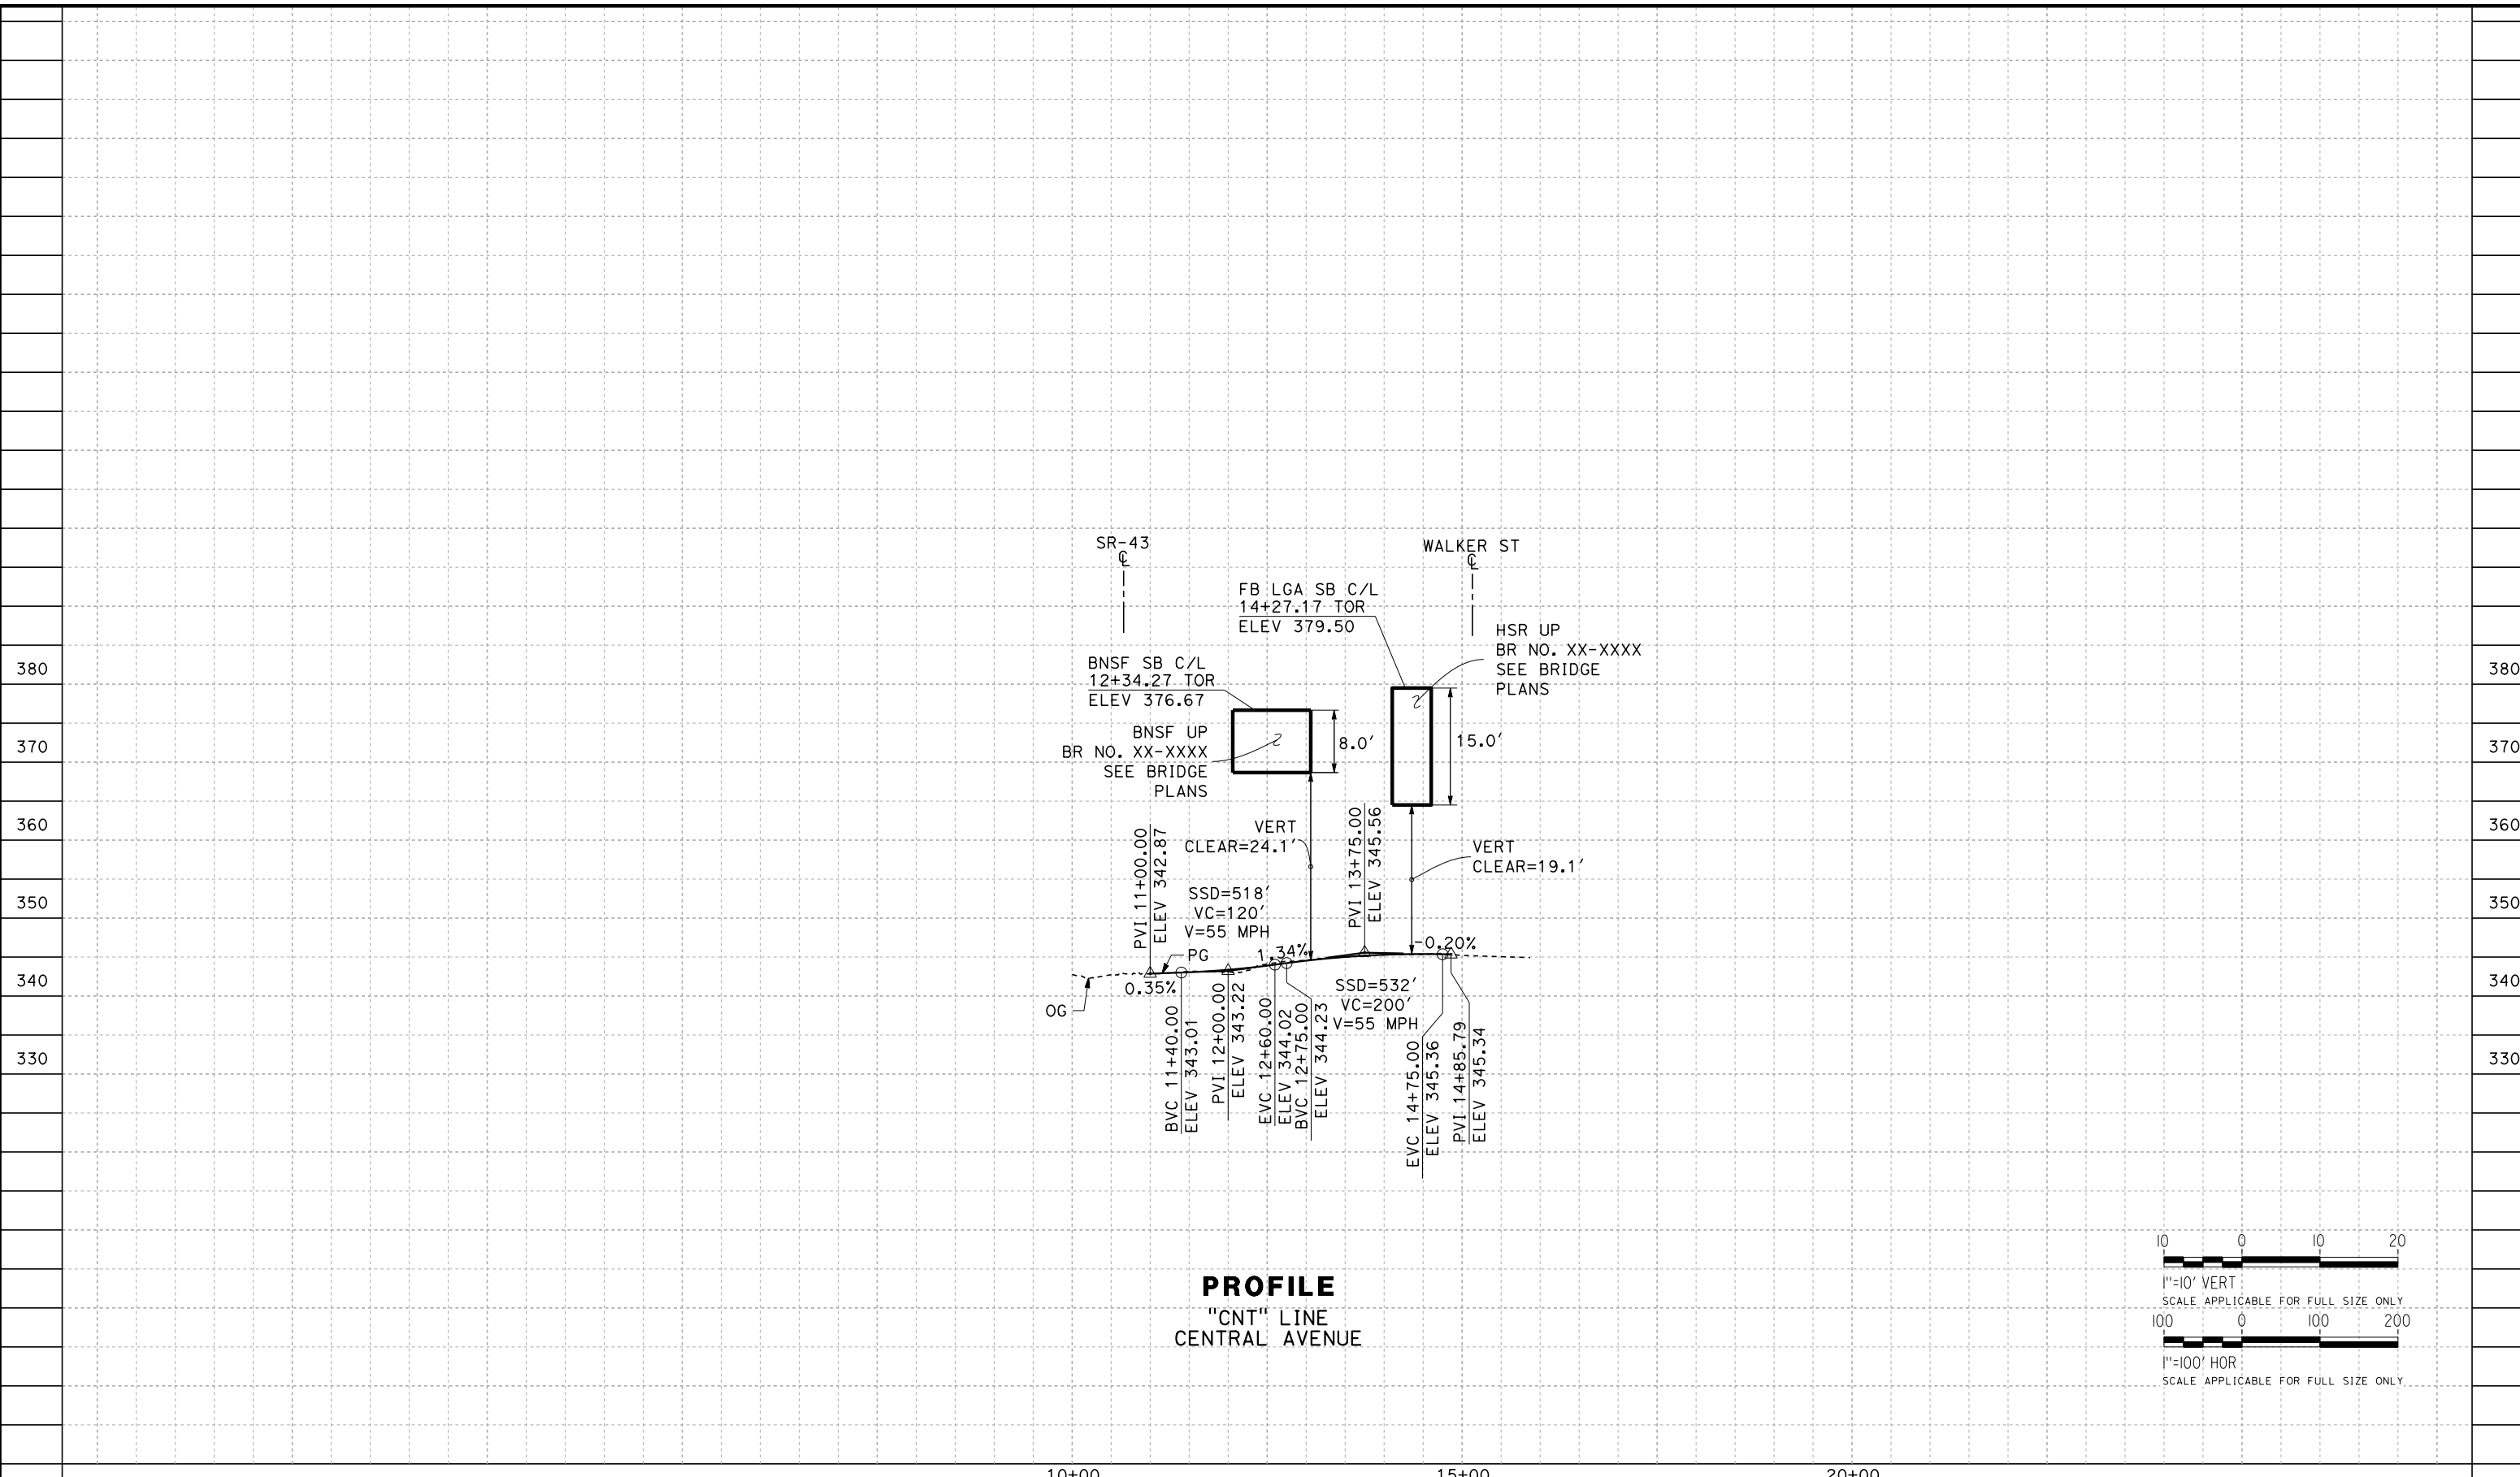 SR-43
℄
WALKER ST
℄
FB LGA SB C/L
14+27.17 TOR
ELEV 379.50
HSR UP
BR NO. XX-XXXX
SEE BRIDGE
PLANS
BNSF SB C/L
12+34.27 TOR
ELEV 376.67
BNSF UP
BR NO. XX-XXXX
SEE BRIDGE
PLANS
8.0'
15.0'
380
370
360
350
340
330
380
370
360
350
340
330
VERT
CLEAR=24.1'
VERT
CLEAR=19.1'
PVI 11+00.00
ELEV 342.87
SSD=518'
VC=120'
V=55 MPH
PVI 13+75.00
ELEV 345.56
PG
1.34%
-0.20%
0.35%
OG
SSD=532'
VC=200'
V=55 MPH
BVC 11+40.00
ELEV 343.01
PVI 12+00.00
ELEV 343.22
EVC 12+60.00
ELEV 344.02
BVC 12+75.00
ELEV 344.23
EVC 14+75.00
ELEV 345.36
PVI 14+85.79
ELEV 345.34
PROFILE
"CNT" LINE
CENTRAL AVENUE
10 0 10 20
1"=10' VERT
SCALE APPLICABLE FOR FULL SIZE ONLY
100 0 100 200
1"=100' HOR
SCALE APPLICABLE FOR FULL SIZE ONLY
10+00 15+00 20+00